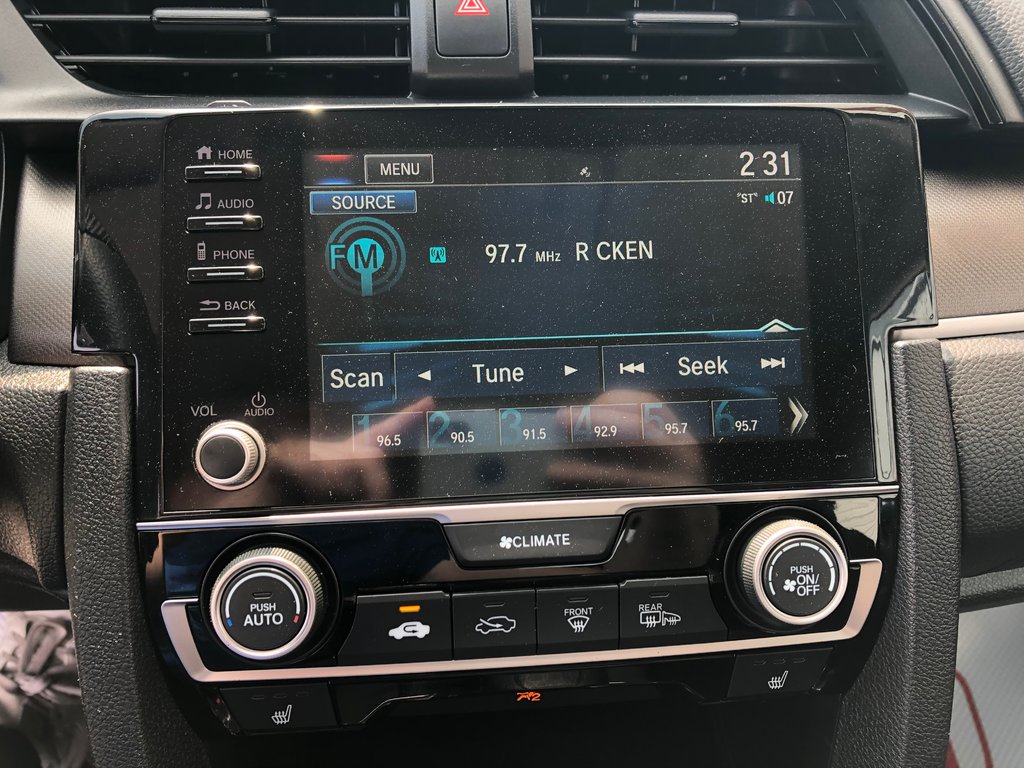 HOME
MENU
2 31
AUDIO
SOURCE
"ST" 07
PHONE
FM
97.7 MHz R CKEN
BACK
Scan
Tune
Seek
VOL
AUDIO
1 96.5
2 90.5
3 91.5
4 92.9
5 95.7
6 95.7
CLIMATE
PUSH
AUTO
FRONT
REAR
PUSH
ON/
OFF
2